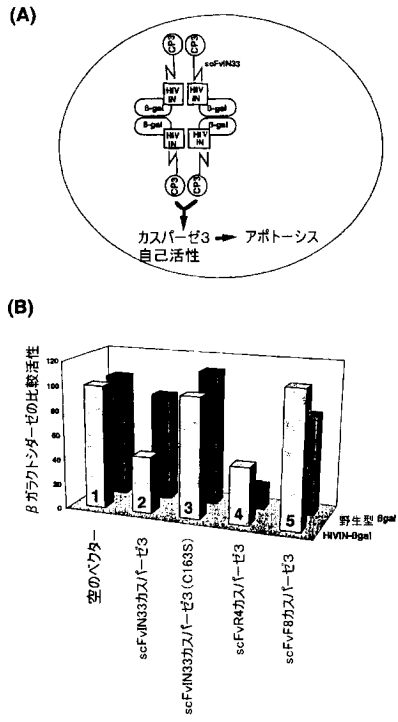 (A)
CP3 CP3
scFvIN33
HIV IN HIV IN
β-gal β-gal
β-gal β-gal
HIV IN HIV IN
CP3 CP3
カスパーゼ3 アポトーシス
自己活性
(B)
βガラクトシダーゼの比較活性
120
100
80
60
40
20
0
1 2 3 4 5
野生型 βgal
HIVIN-βgal
空のベクター
scFvIN33カスパーゼ3
scFvIN33カスパーゼ3(C163S)
scFvR4カスパーゼ3
scFvF8カスパーゼ3